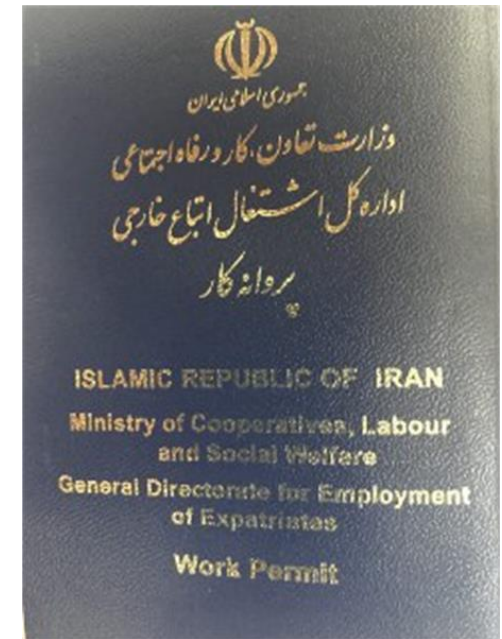 جمهوری اسلامی ایران
وزارت تعاون، کار و رفاه اجتماعی
اداره کل اشتغال اتباع خارجی
پروانه کار
ISLAMIC REPUBLIC OF IRAN
Ministry of Cooperatives, Labour
and Social Welfare
General Directorate for Employment
of Expatriates
Work Permit